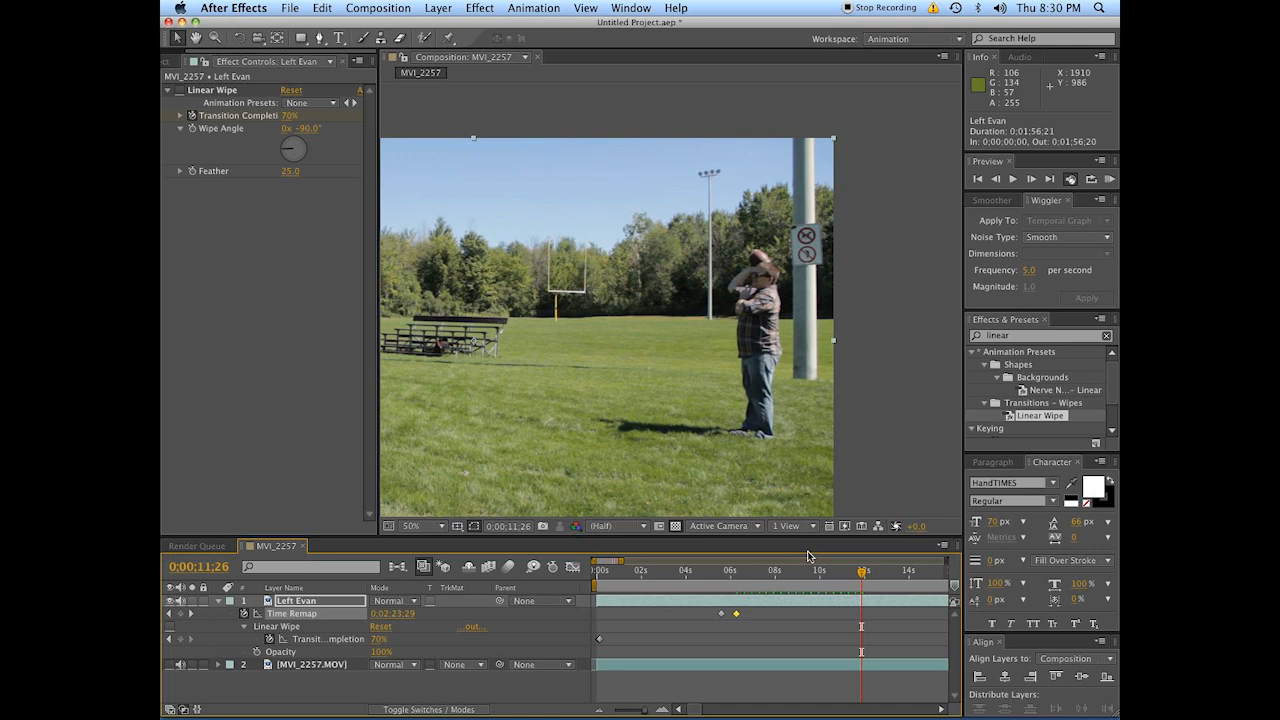 After Effects File Edit Composition Layer Effect Animation View Window Help Stop Recording Thu 8:30 PM
Untitled Project.aep *
Workspace: Animation Search Help
Effect Controls: Left Evan Composition: MVI_2257 Info Audio
MVI_2257 • Left Evan MVI_2257
R: 106 X: 1910
G: 134 Y: 986
B: 57
A: 255
Linear Wipe Reset
Animation Presets: None
Transition Completi 70%
Wipe Angle 0x -90.0°
Feather 25.0
Left Evan
Duration: 0;01;56;21
In: 0;00;00;00, Out: 0;01;56;20
Preview
Smoother Wiggler
Apply To: Temporal Graph
Noise Type: Smooth
Dimensions:
Frequency: 5.0 per second
Magnitude: 1.0
Apply
Effects & Presets
linear
* Animation Presets
Shapes
Backgrounds
Nerve N...- Linear
Transitions - Wipes
Linear Wipe
Keying
Paragraph Character
HandTIMES
Regular
70 px 66 px
Metrics 0
0 px Fill Over Stroke
100% 100%
0 px 0 %
T T TT Tr T' T,
Align
Align Layers to: Composition
Distribute Layers:
50% 0;00;11;26 (Half) Active Camera 1 View +0.0
Render Queue MVI_2257
0;00;11;26 :00s 02s 04s 06s 08s 10s 12s 14s
# Layer Name Mode T TrkMat Parent
1 Left Evan Normal None
Time Remap 0;02;23;29
Linear Wipe Reset ...out...
Transit...mpletion 70%
Opacity 100%
2 [MVI_2257.MOV] Normal None None
Toggle Switches / Modes